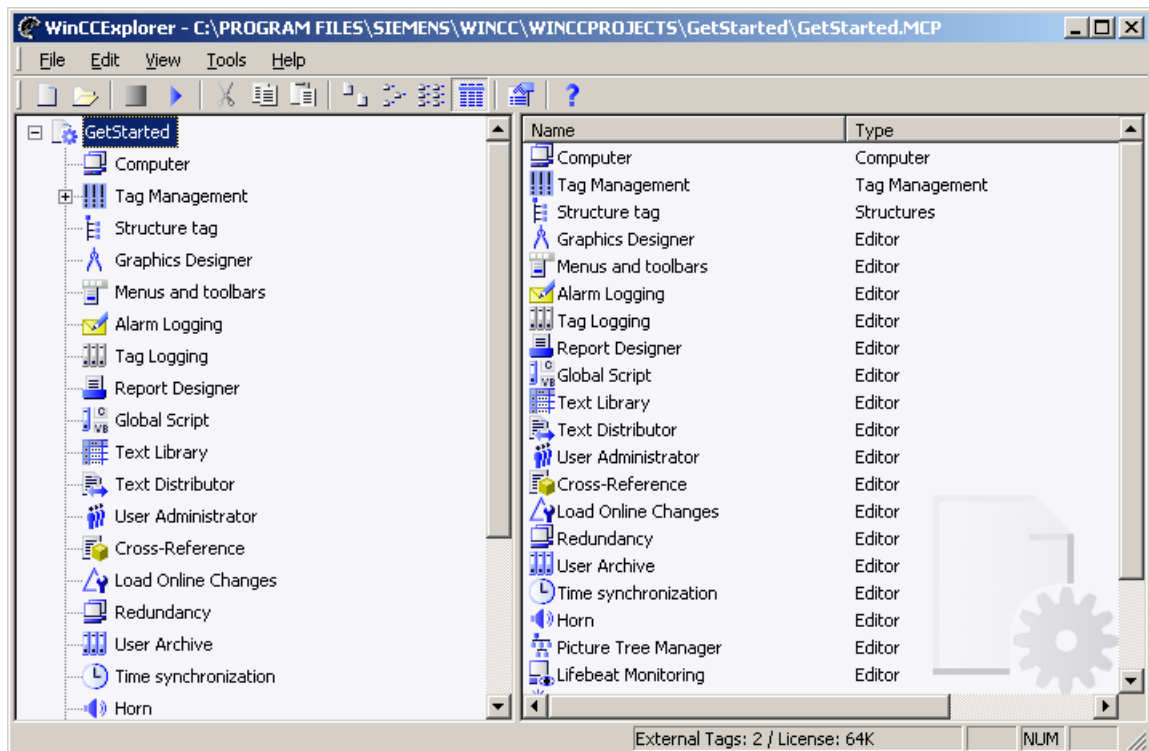 WinCCExplorer - C:\PROGRAM FILES\SIEMENS\WINCC\WINCCPROJECTS\GetStarted\GetStarted.MCP
File Edit View Tools Help
GetStarted
Computer
Tag Management
Structure tag
Graphics Designer
Menus and toolbars
Alarm Logging
Tag Logging
Report Designer
Global Script
Text Library
Text Distributor
User Administrator
Cross-Reference
Load Online Changes
Redundancy
User Archive
Time synchronization
Horn
Name Type
Computer Computer
Tag Management Tag Management
Structure tag Structures
Graphics Designer Editor
Menus and toolbars Editor
Alarm Logging Editor
Tag Logging Editor
Report Designer Editor
Global Script Editor
Text Library Editor
Text Distributor Editor
User Administrator Editor
Cross-Reference Editor
Load Online Changes Editor
Redundancy Editor
User Archive Editor
Time synchronization Editor
Horn Editor
Picture Tree Manager Editor
Lifebeat Monitoring Editor
External Tags: 2 / License: 64K NUM